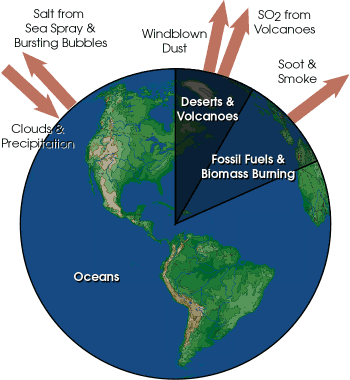 Salt from
Sea Spray &
Bursting Bubbles
Windblown
Dust
SO2 from
Volcanoes
Soot &
Smoke
Clouds &
Precipitation
Deserts &
Volcanoes
Fossil Fuels &
Biomass Burning
Oceans